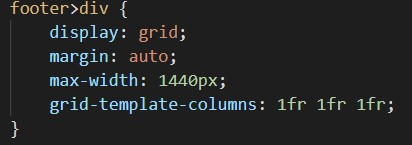 footer>div {
    display: grid;
    margin: auto;
    max-width: 1440px;
    grid-template-columns: 1fr 1fr 1fr;
}